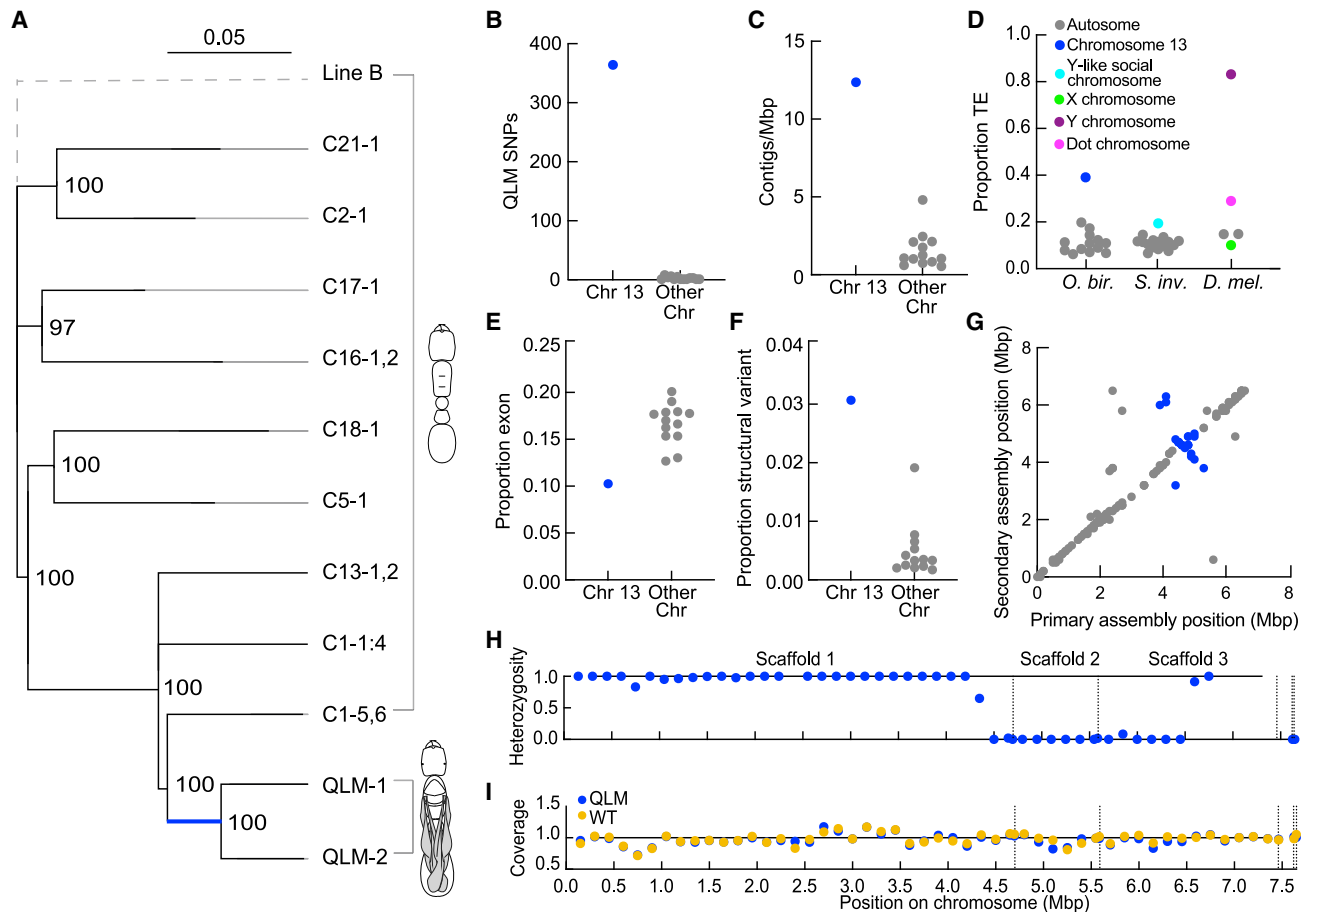 A
0.05
Line B
C21-1
100
C2-1
C17-1
97
C16-1,2
C18-1
100
C5-1
100
C13-1,2
C1-1:4
100
C1-5,6
100
QLM-1
100
QLM-2
B
QLM SNPs
400
300
200
100
0
Chr 13
Other
Chr
C
Contigs/Mbp
15
10
5
0
Chr 13
Other
Chr
D
Proportion TE
1.0
0.8
0.6
0.4
0.2
0.0
Autosome
Chromosome 13
Y-like social
chromosome
X chromosome
Y chromosome
Dot chromosome
O. bir.
S. inv.
D. mel.
E
Proportion exon
0.25
0.20
0.15
0.10
0.05
0.00
Chr 13
Other
Chr
F
Proportion structural variant
0.04
0.03
0.02
0.01
0.00
Chr 13
Other
Chr
G
Secondary assembly position (Mbp)
8
6
4
2
0
0
2
4
6
8
Primary assembly position (Mbp)
H
Heterozygosity
1.0
0.5
0.0
Scaffold 1
Scaffold 2
Scaffold 3
I
Coverage
1.5
1.0
0.5
QLM
WT
0.0 0.5 1.0 1.5 2.0 2.5 3.0 3.5 4.0 4.5 5.0 5.5 6.0 6.5 7.0 7.5
Position on chromosome (Mbp)